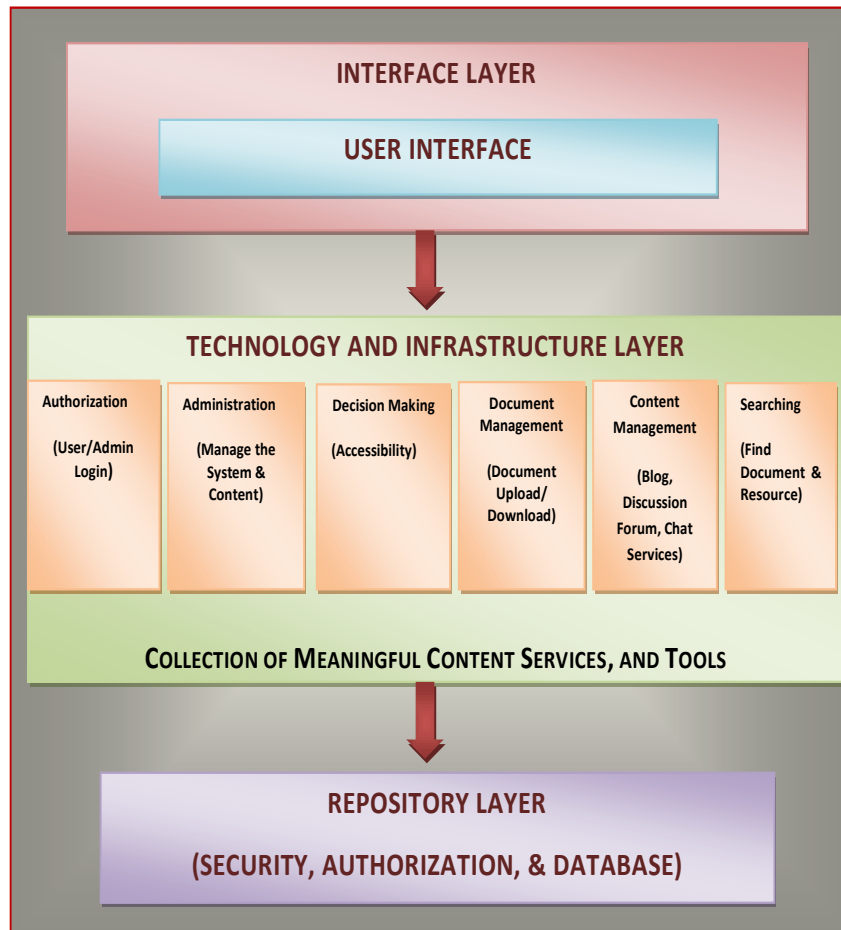 INTERFACE LAYER
USER INTERFACE
TECHNOLOGY AND INFRASTRUCTURE LAYER
Authorization
(User/Admin
Login)
Administration
(Manage the
System &
Content)
Decision Making
(Accessibility)
Document
Management
(Document
Upload/
Download)
Content
Management
(Blog,
Discussion
Forum, Chat
Services)
Searching
(Find
Document &
Resource)
COLLECTION OF MEANINGFUL CONTENT SERVICES, AND TOOLS
REPOSITORY LAYER
(SECURITY, AUTHORIZATION, & DATABASE)